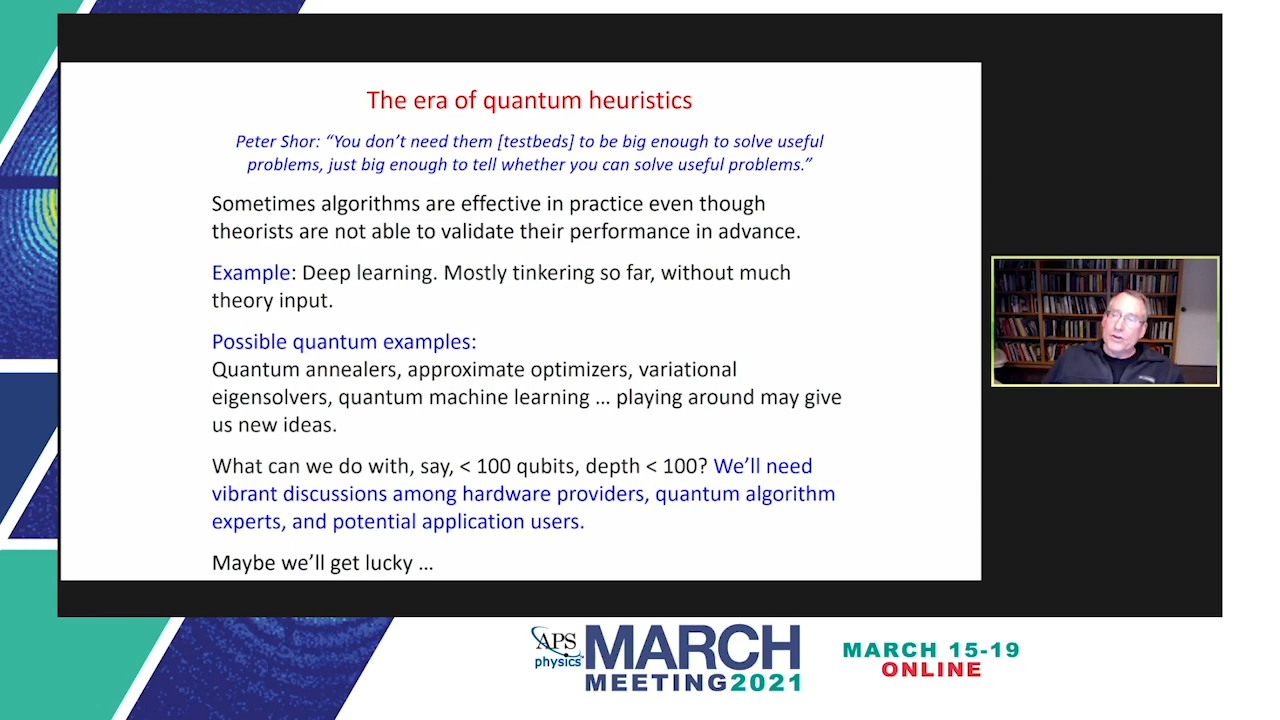 The era of quantum heuristics
Peter Shor: “You don’t need them [testbeds] to be big enough to solve useful
problems, just big enough to tell whether you can solve useful problems.”
Sometimes algorithms are effective in practice even though
theorists are not able to validate their performance in advance.
Example: Deep learning. Mostly tinkering so far, without much
theory input.
Possible quantum examples:
Quantum annealers, approximate optimizers, variational
eigensolvers, quantum machine learning … playing around may give
us new ideas.
What can we do with, say, < 100 qubits, depth < 100? We’ll need
vibrant discussions among hardware providers, quantum algorithm
experts, and potential application users.
Maybe we’ll get lucky …
APS
physics
MARCH
MEETING2021
MARCH 15-19
ONLINE